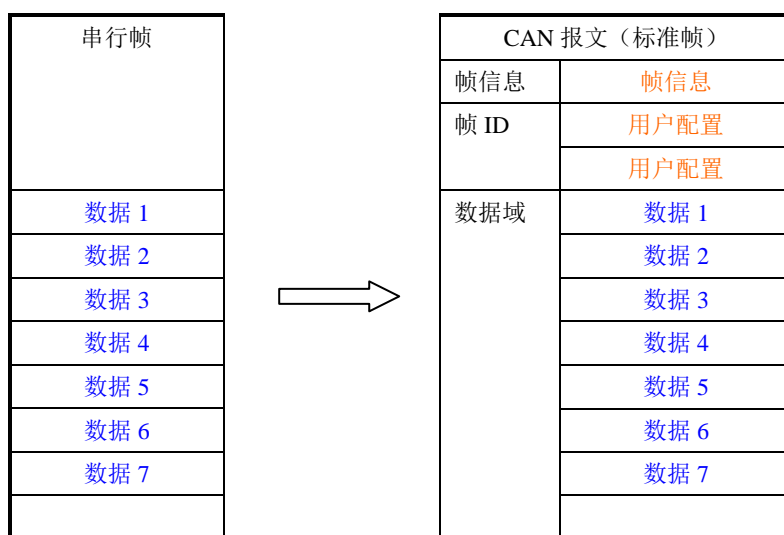 串行帧
数据 1
数据 2
数据 3
数据 4
数据 5
数据 6
数据 7
CAN 报文（标准帧）
帧信息 帧信息
帧 ID 用户配置
用户配置
数据域 数据 1
数据 2
数据 3
数据 4
数据 5
数据 6
数据 7